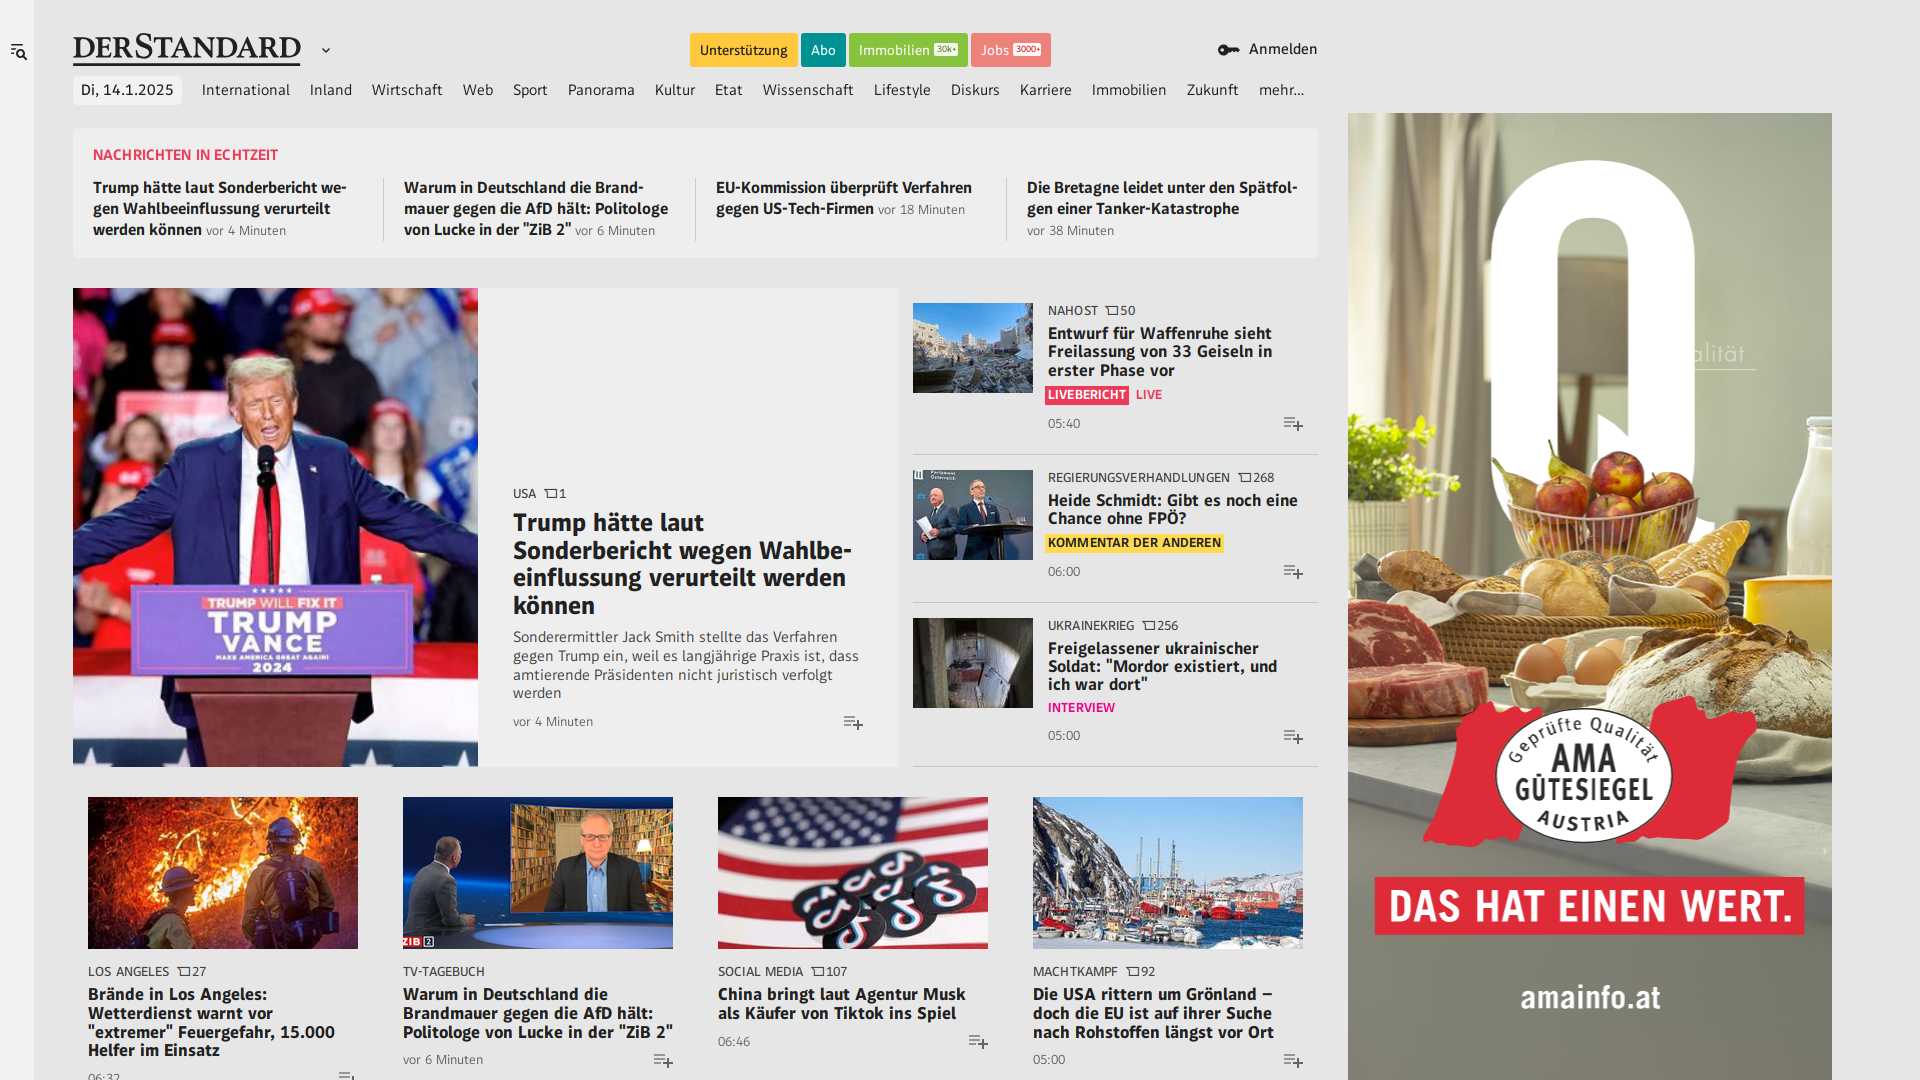 DERSTANDARD
Unterstützung
Abo
Immobilien 30k+
Jobs 3000+
Anmelden
Di, 14.1.2025
International
Inland
Wirtschaft
Web
Sport
Panorama
Kultur
Etat
Wissenschaft
Lifestyle
Diskurs
Karriere
Immobilien
Zukunft
mehr...
NACHRICHTEN IN ECHTZEIT
Trump hätte laut Sonderbericht we-
gen Wahlbeeinflussung verurteilt
werden können vor 4 Minuten
Warum in Deutschland die Brand-
mauer gegen die AfD hält: Politologe
von Lucke in der "ZiB 2" vor 6 Minuten
EU-Kommission überprüft Verfahren
gegen US-Tech-Firmen vor 18 Minuten
Die Bretagne leidet unter den Spätfol-
gen einer Tanker-Katastrophe
vor 38 Minuten
TRUMP WILL FIX IT
TRUMP
VANCE
MAKE AMERICA GREAT AGAIN!
2024
USA 1
Trump hätte laut
Sonderbericht wegen Wahlbe-
einflussung verurteilt werden
können
Sonderermittler Jack Smith stellte das Verfahren
gegen Trump ein, weil es langjährige Praxis ist, dass
amtierende Präsidenten nicht juristisch verfolgt
werden
vor 4 Minuten
NAHOST 50
Entwurf für Waffenruhe sieht
Freilassung von 33 Geiseln in
erster Phase vor
LIVEBERICHT LIVE
05:40
Parlament
Österreich
REGIERUNGSVERHANDLUNGEN 268
Heide Schmidt: Gibt es noch eine
Chance ohne FPÖ?
KOMMENTAR DER ANDEREN
06:00
UKRAINEKRIEG 256
Freigelassener ukrainischer
Soldat: "Mordor existiert, und
ich war dort"
INTERVIEW
05:00
LOS ANGELES 27
Brände in Los Angeles:
Wetterdienst warnt vor
"extremer" Feuergefahr, 15.000
Helfer im Einsatz
06:32
ZIB 2
TV-TAGEBUCH
Warum in Deutschland die
Brandmauer gegen die AfD hält:
Politologe von Lucke in der "ZiB 2"
vor 6 Minuten
SOCIAL MEDIA 107
China bringt laut Agentur Musk
als Käufer von Tiktok ins Spiel
06:46
MACHTKAMPF 92
Die USA rittern um Grönland –
doch die EU ist auf ihrer Suche
nach Rohstoffen längst vor Ort
05:00
alität
Geprüfte Qualität
AMA
GÜTESIEGEL
AUSTRIA
DAS HAT EINEN WERT.
amainfo.at